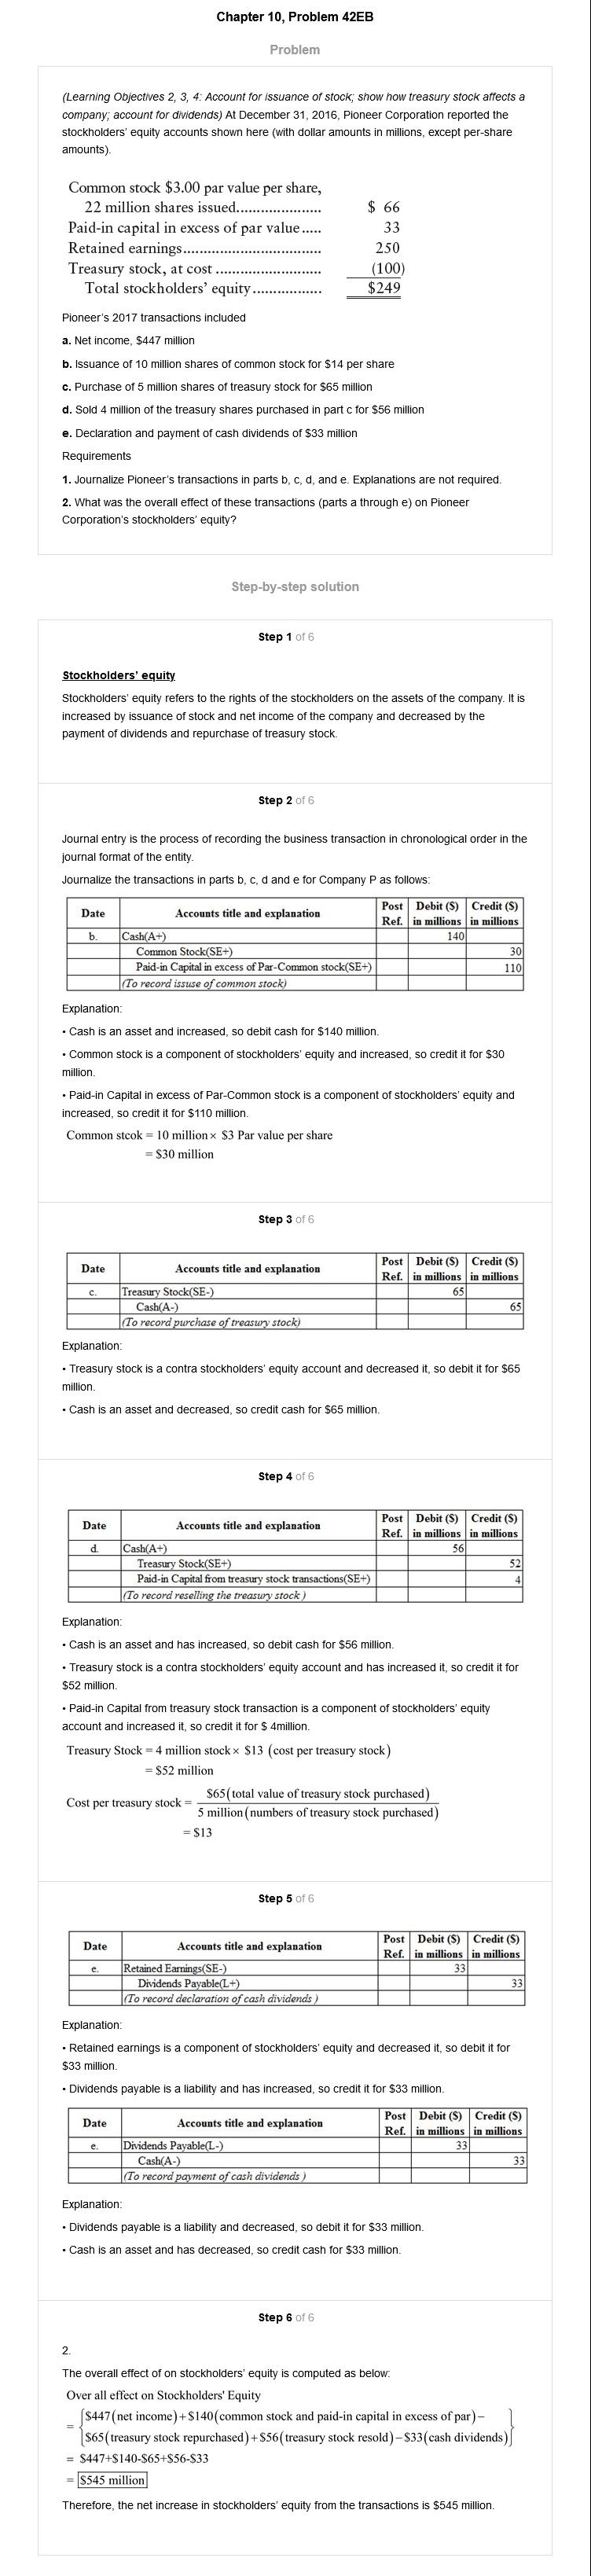 Chapter 10, Problem 42EB
Problem
(Learning Objectives 2, 3, 4: Account for issuance of stock; show how treasury stock affects a
company; account for dividends) At December 31, 2016, Pioneer Corporation reported the
stockholders' equity accounts shown here (with dollar amounts in millions, except per-share
amounts).
Common stock $3.00 par value per share,
22 million shares issued..................... $ 66
Paid-in capital in excess of par value..... 33
Retained earnings.................................. 250
Treasury stock, at cost .......................... (100)
Total stockholders' equity................. $249
Pioneer's 2017 transactions included
a. Net income, $447 million
b. Issuance of 10 million shares of common stock for $14 per share
c. Purchase of 5 million shares of treasury stock for $65 million
d. Sold 4 million of the treasury shares purchased in part c for $56 million
e. Declaration and payment of cash dividends of $33 million
Requirements
1. Journalize Pioneer's transactions in parts b, c, d, and e. Explanations are not required.
2. What was the overall effect of these transactions (parts a through e) on Pioneer
Corporation's stockholders' equity?
Step-by-step solution
Step 1 of 6
Stockholders' equity
Stockholders' equity refers to the rights of the stockholders on the assets of the company. It is
increased by issuance of stock and net income of the company and decreased by the
payment of dividends and repurchase of treasury stock.
Step 2 of 6
Journal entry is the process of recording the business transaction in chronological order in the
journal format of the entity.
Journalize the transactions in parts b, c, d and e for Company P as follows:
Date Accounts title and explanation Post Ref. Debit ($) in millions Credit ($) in millions
b. Cash(A+) 140
Common Stock(SE+) 30
Paid-in Capital in excess of Par-Common stock(SE+) 110
(To record issuse of common stock)
Explanation:
• Cash is an asset and increased, so debit cash for $140 million.
• Common stock is a component of stockholders' equity and increased, so credit it for $30
million.
• Paid-in Capital in excess of Par-Common stock is a component of stockholders' equity and
increased, so credit it for $110 million.
Common stcok = 10 million × $3 Par value per share
= $30 million
Step 3 of 6
Date Accounts title and explanation Post Ref. Debit ($) in millions Credit ($) in millions
c. Treasury Stock(SE-) 65
Cash(A-) 65
(To record purchase of treasury stock)
Explanation:
• Treasury stock is a contra stockholders' equity account and decreased it, so debit it for $65
million.
• Cash is an asset and decreased, so credit cash for $65 million.
Step 4 of 6
Date Accounts title and explanation Post Ref. Debit ($) in millions Credit ($) in millions
d. Cash(A+) 56
Treasury Stock(SE+) 52
Paid-in Capital from treasury stock transactions(SE+) 4
(To record reselling the treasury stock )
Explanation:
• Cash is an asset and has increased, so debit cash for $56 million.
• Treasury stock is a contra stockholders' equity account and has increased it, so credit it for
$52 million.
• Paid-in Capital from treasury stock transaction is a component of stockholders' equity
account and increased it, so credit it for $ 4million.
Treasury Stock = 4 million stock × $13 (cost per treasury stock)
= $52 million
Cost per treasury stock = $65(total value of treasury stock purchased)
5 million(numbers of treasury stock purchased)
= $13
Step 5 of 6
Date Accounts title and explanation Post Ref. Debit ($) in millions Credit ($) in millions
e. Retained Earnings(SE-) 33
Dividends Payable(L+) 33
(To record declaration of cash dividends )
Explanation:
• Retained earnings is a component of stockholders' equity and decreased it, so debit it for
$33 million.
• Dividends payable is a liability and has increased, so credit it for $33 million.
Date Accounts title and explanation Post Ref. Debit ($) in millions Credit ($) in millions
e. Dividends Payable(L-) 33
Cash(A-) 33
(To record payment of cash dividends )
Explanation:
• Dividends payable is a liability and decreased, so debit it for $33 million.
• Cash is an asset and has decreased, so credit cash for $33 million.
Step 6 of 6
2.
The overall effect of on stockholders' equity is computed as below:
Over all effect on Stockholders' Equity
= {$447(net income)+$140(common stock and paid-in capital in excess of par)−
$65(treasury stock repurchased)+$56(treasury stock resold)−$33(cash dividends)}
= $447+$140-$65+$56-$33
= $545 million
Therefore, the net increase in stockholders' equity from the transactions is $545 million.